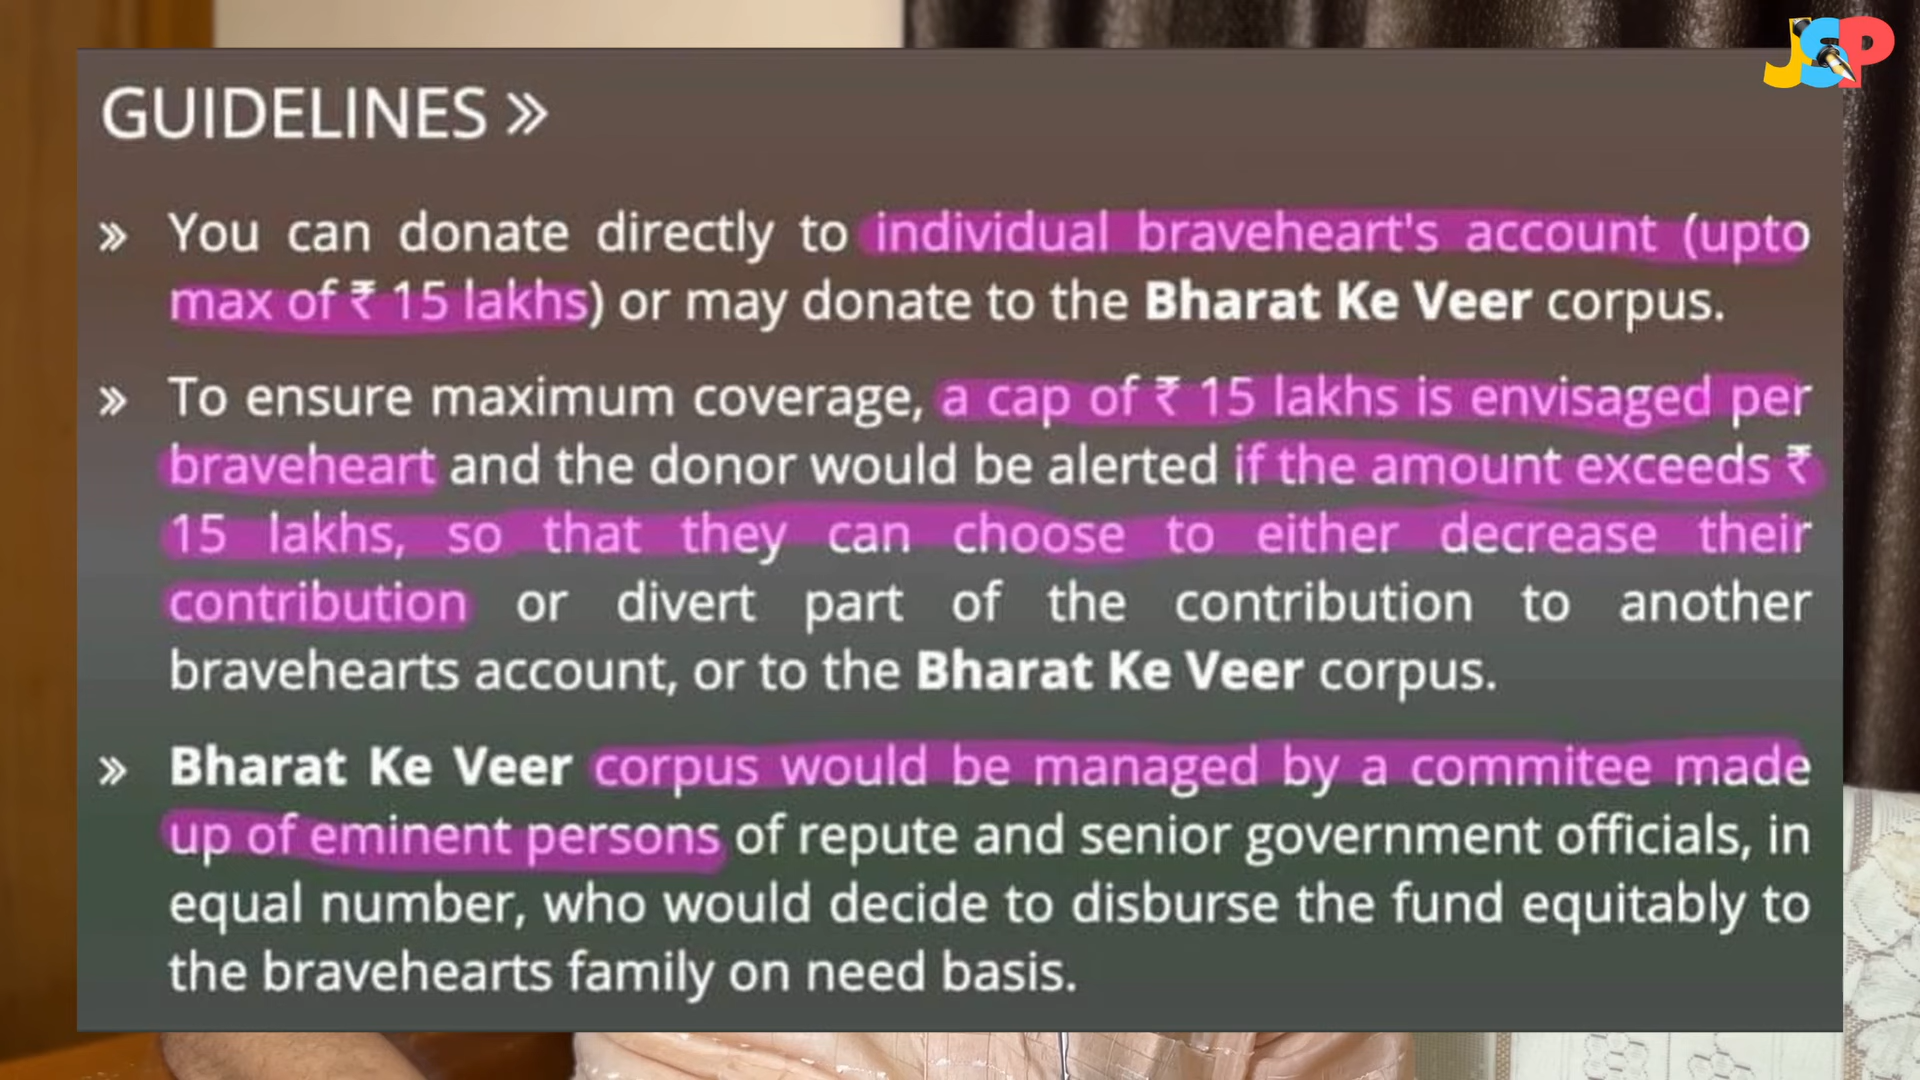 JSP
GUIDELINES »
» You can donate directly to individual braveheart's account (upto
max of ₹ 15 lakhs) or may donate to the Bharat Ke Veer corpus.
» To ensure maximum coverage, a cap of ₹ 15 lakhs is envisaged per
braveheart and the donor would be alerted if the amount exceeds ₹
15 lakhs, so that they can choose to either decrease their
contribution or divert part of the contribution to another
bravehearts account, or to the Bharat Ke Veer corpus.
» Bharat Ke Veer corpus would be managed by a commitee made
up of eminent persons of repute and senior government officials, in
equal number, who would decide to disburse the fund equitably to
the bravehearts family on need basis.